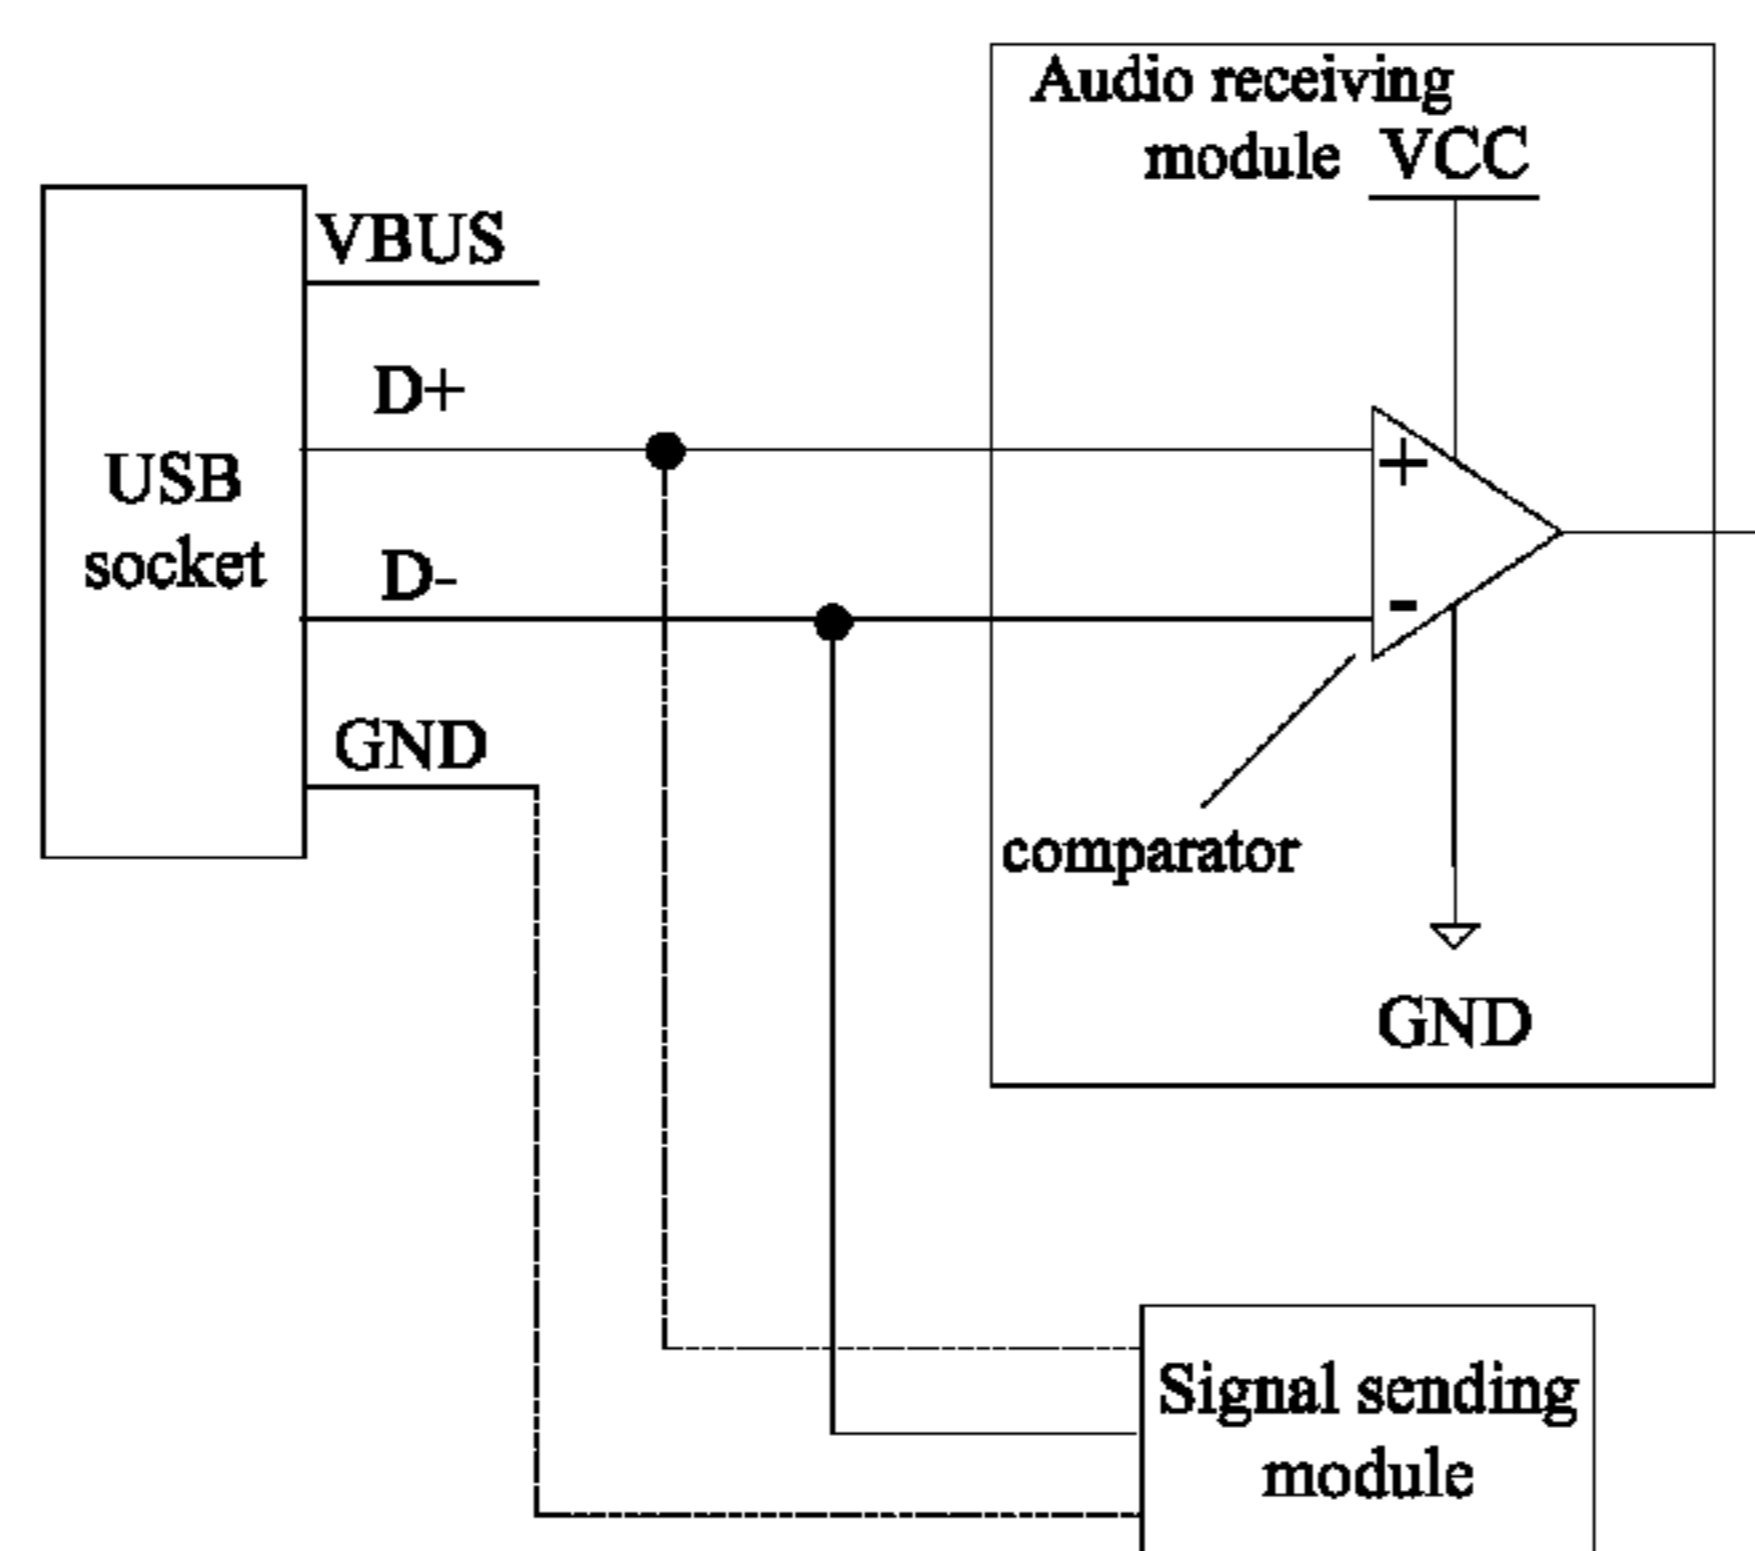 Audio receiving
module VCC
VBUS
D+
USB
socket
D-
GND
+
-
comparator
GND
Signal sending
module